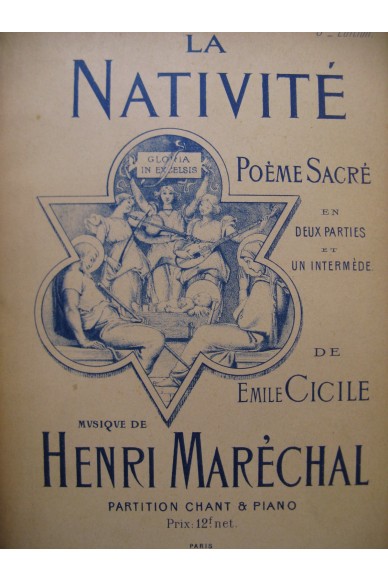 LA
NATIVITÉ
GLORIA
IN EXCELSIS
POÈME SACRÉ
EN
DEUX PARTIES
ET
UN INTERMÈDE
DE
EMILE CICILE
MVSIQVE DE
HENRI MARÉCHAL
PARTITION CHANT & PIANO
Prix: 12f net.
PARIS